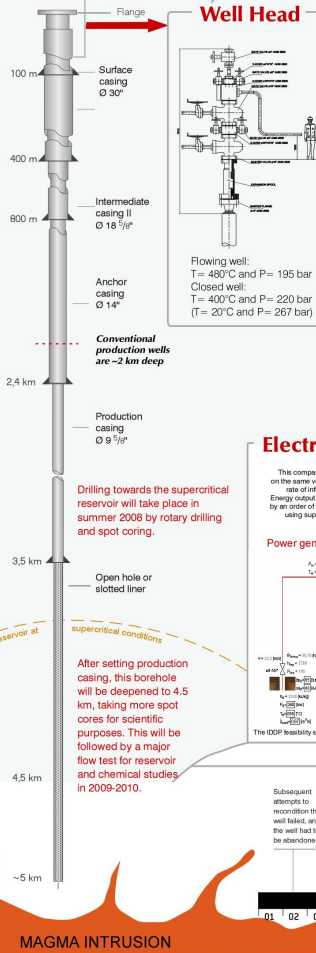 Flange
Well Head
100 m
Surface
casing
Ø 30"
400 m
Intermediate
casing II
Ø 18 5/8"
800 m
Flowing well:
T= 480°C and P= 195 bar
Closed well:
T= 400°C and P= 220 bar
(T= 20°C and P= 267 bar)
Anchor
casing
Ø 14"
Conventional
production wells
are ~2 km deep
2,4 km
Production
casing
Ø 9 5/8"
Electr
This compa
on the same v
rate of inf
Energy output
by an order of
using sup
Drilling towards the supercritical
reservoir will take place in
summer 2008 by rotary drilling
and spot coring.
Power gen
3,5 km
Open hole or
slotted liner
eservoir at supercritical conditions
After setting production
casing, this borehole
will be deepened to 4.5
km, taking more spot
cores for scientific
purposes. This will be
followed by a major
flow test for reservoir
and chemical studies
in 2009-2010.
The IDDP feasibility s
4,5 km
Subsequent
attempts to
recondition th
well failed, an
the well had t
be abandone
~5 km
01 02 0
MAGMA INTRUSION